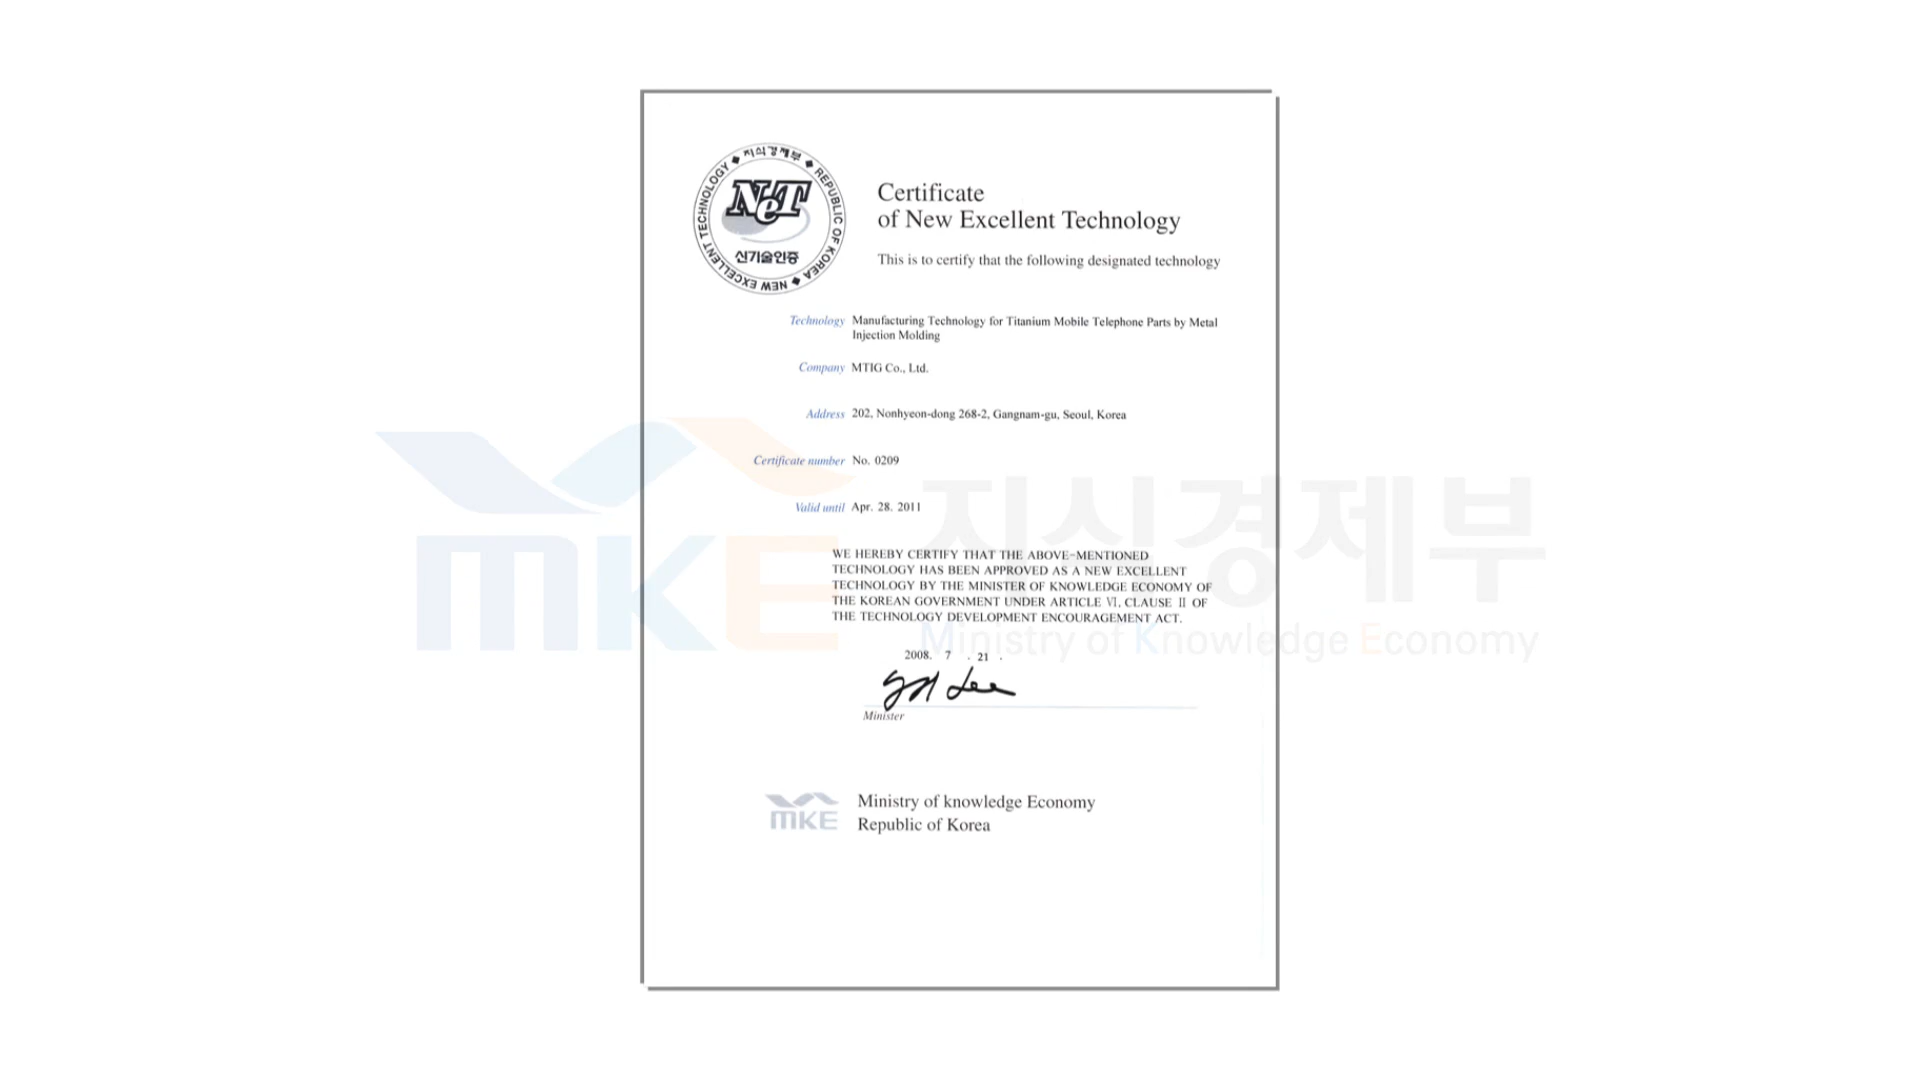 지식경제부 ◆ REPUBLIC OF KOREA ◆ NEW EXCELLENT TECHNOLOGY ◆
NeT
신기술인증
Certificate
of New Excellent Technology
This is to certify that the following designated technology
Technology Manufacturing Technology for Titanium Mobile Telephone Parts by Metal
Injection Molding
Company MTIG Co., Ltd.
Address 202, Nonhyeon-dong 268-2, Gangnam-gu, Seoul, Korea
Certificate number No. 0209
Valid until Apr. 28. 2011
WE HEREBY CERTIFY THAT THE ABOVE-MENTIONED
TECHNOLOGY HAS BEEN APPROVED AS A NEW EXCELLENT
TECHNOLOGY BY THE MINISTER OF KNOWLEDGE ECONOMY OF
THE KOREAN GOVERNMENT UNDER ARTICLE Ⅵ, CLAUSE Ⅱ OF
THE TECHNOLOGY DEVELOPMENT ENCOURAGEMENT ACT.
2008. 7 . 21 .
Minister
MKE
Ministry of knowledge Economy
Republic of Korea
mKE
지식경제부
Ministry of Knowledge Economy